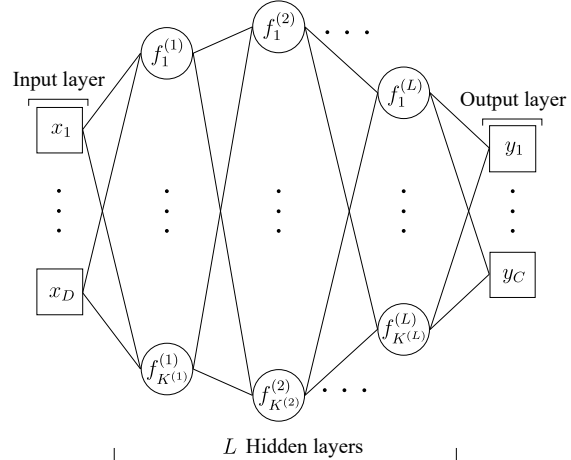 f_1^{(1)}
f_1^{(2)}
. . .
Input layer
f_1^{(L)}
Output layer
x_1
y_1
x_D
y_C
f_{K^{(1)}}^{(1)}
f_{K^{(2)}}^{(2)}
f_{K^{(L)}}^{(L)}
. . .
L Hidden layers